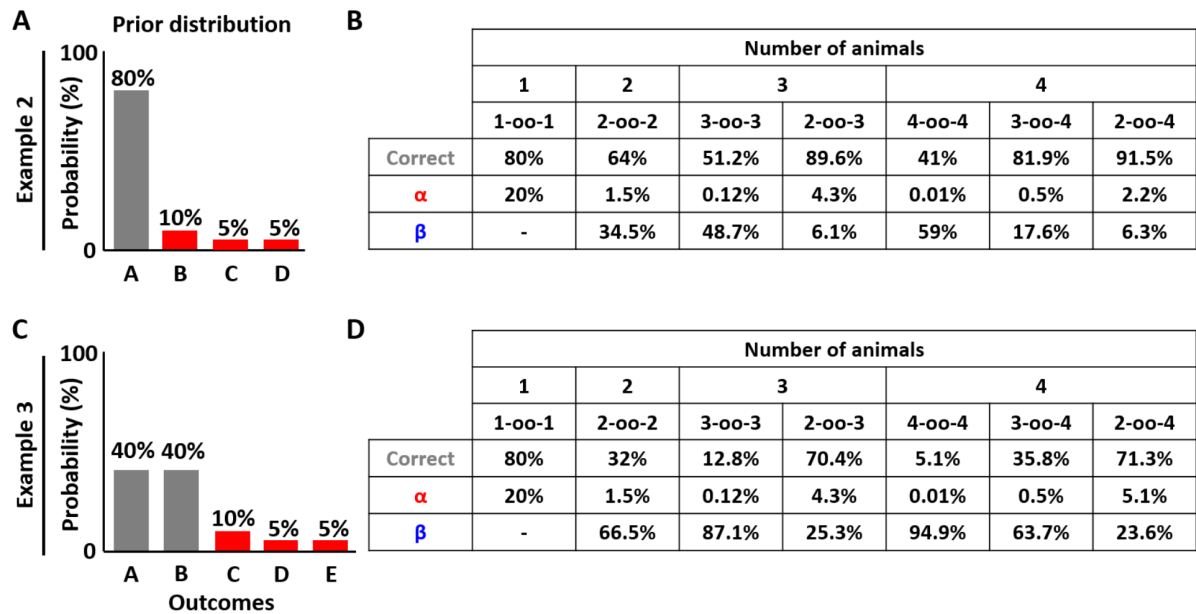 A
Prior distribution
Example 2
Probability (%)
100
0
80%
10%
5%
5%
A B C D
B
Number of animals
1 2 3 4
1-oo-1 2-oo-2 3-oo-3 2-oo-3 4-oo-4 3-oo-4 2-oo-4
Correct 80% 64% 51.2% 89.6% 41% 81.9% 91.5%
α 20% 1.5% 0.12% 4.3% 0.01% 0.5% 2.2%
β - 34.5% 48.7% 6.1% 59% 17.6% 6.3%
C
Example 3
Probability (%)
100
0
40% 40%
10%
5%
5%
A B C D E
Outcomes
D
Number of animals
1 2 3 4
1-oo-1 2-oo-2 3-oo-3 2-oo-3 4-oo-4 3-oo-4 2-oo-4
Correct 80% 32% 12.8% 70.4% 5.1% 35.8% 71.3%
α 20% 1.5% 0.12% 4.3% 0.01% 0.5% 5.1%
β - 66.5% 87.1% 25.3% 94.9% 63.7% 23.6%